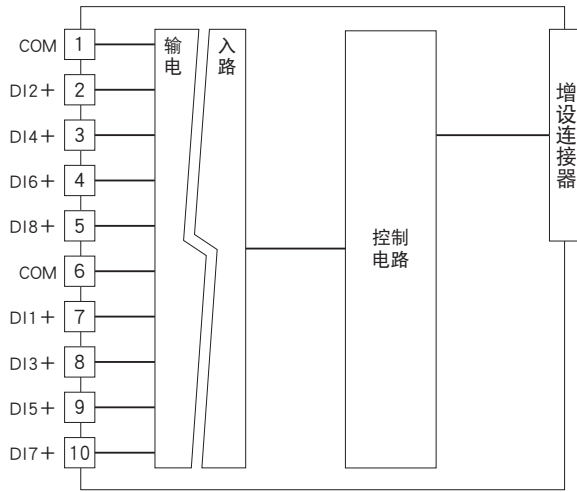 COM 1
DI2+ 2
DI4+ 3
DI6+ 4
DI8+ 5
COM 6
DI1+ 7
DI3+ 8
DI5+ 9
DI7+ 10
输入
电路
控制
电路
增设连接器